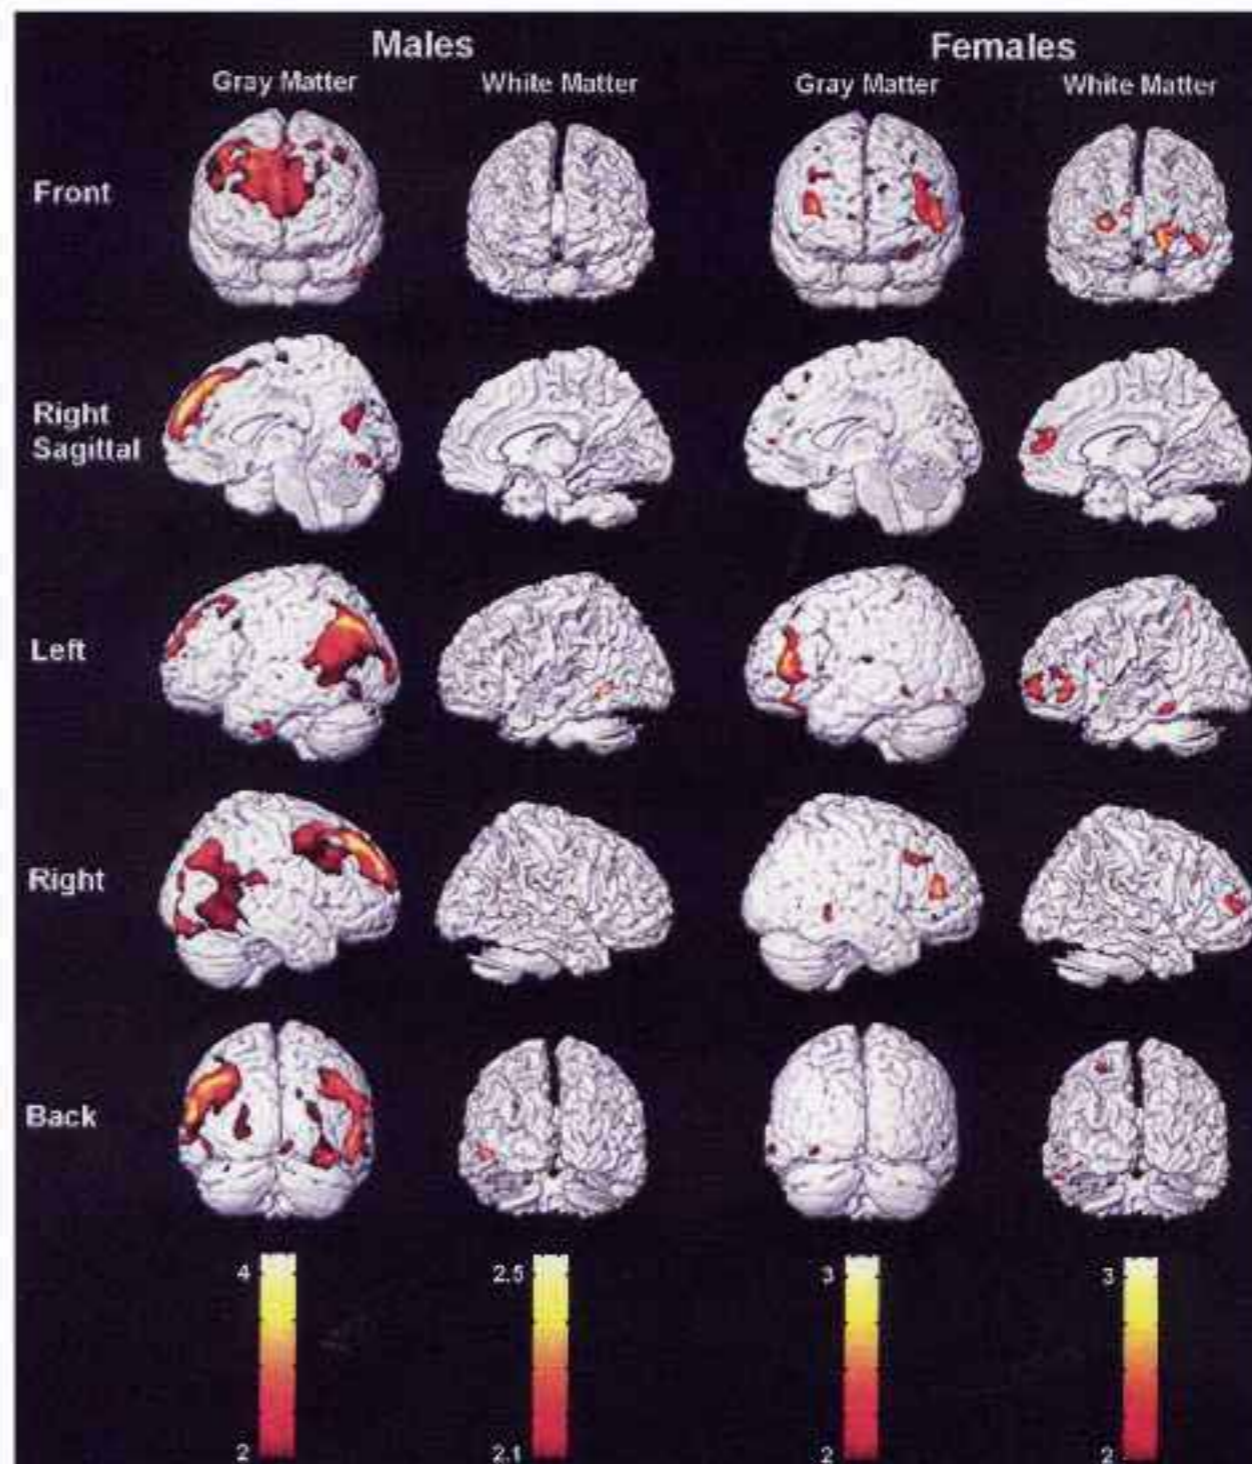 Males Females
Gray Matter White Matter Gray Matter White Matter
Front
Right
Sagittal
Left
Right
Back
4 2.5 3 3
2 2.1 2 2